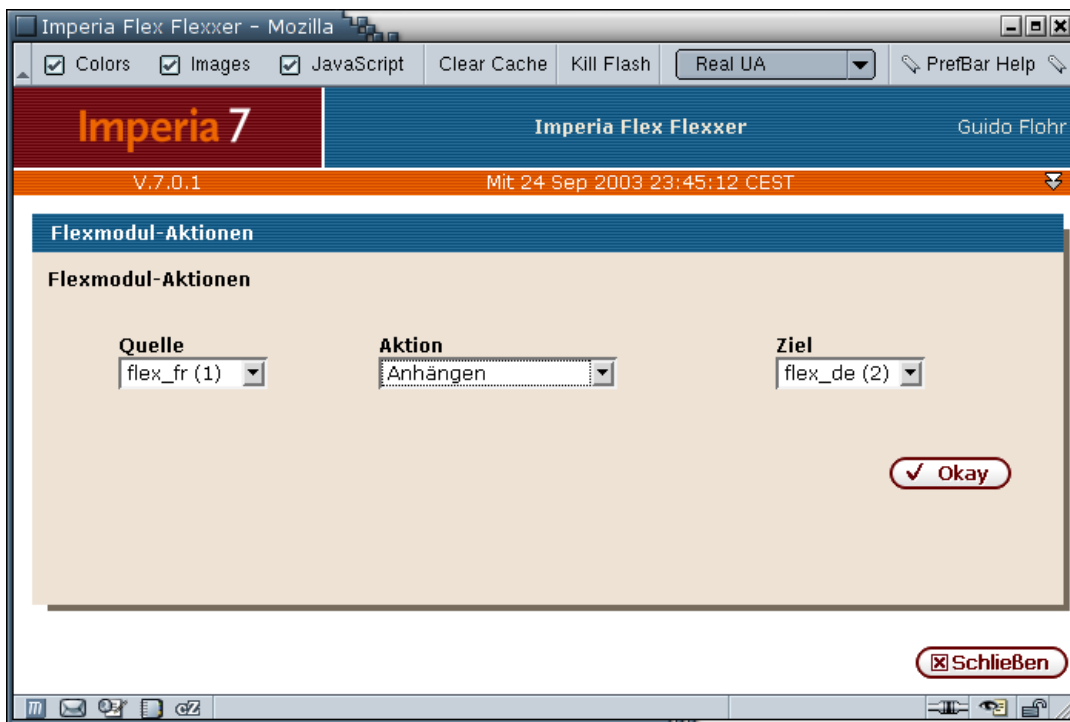 Imperia Flex Flexxer - Mozilla
Colors Images JavaScript Clear Cache Kill Flash Real UA PrefBar Help
Imperia 7 Imperia Flex Flexxer Guido Flohr
V.7.0.1 Mit 24 Sep 2003 23:45:12 CEST
Flexmodul-Aktionen
Flexmodul-Aktionen
Quelle Aktion Ziel
flex_fr (1) Anhängen flex_de (2)
Okay
Schließen